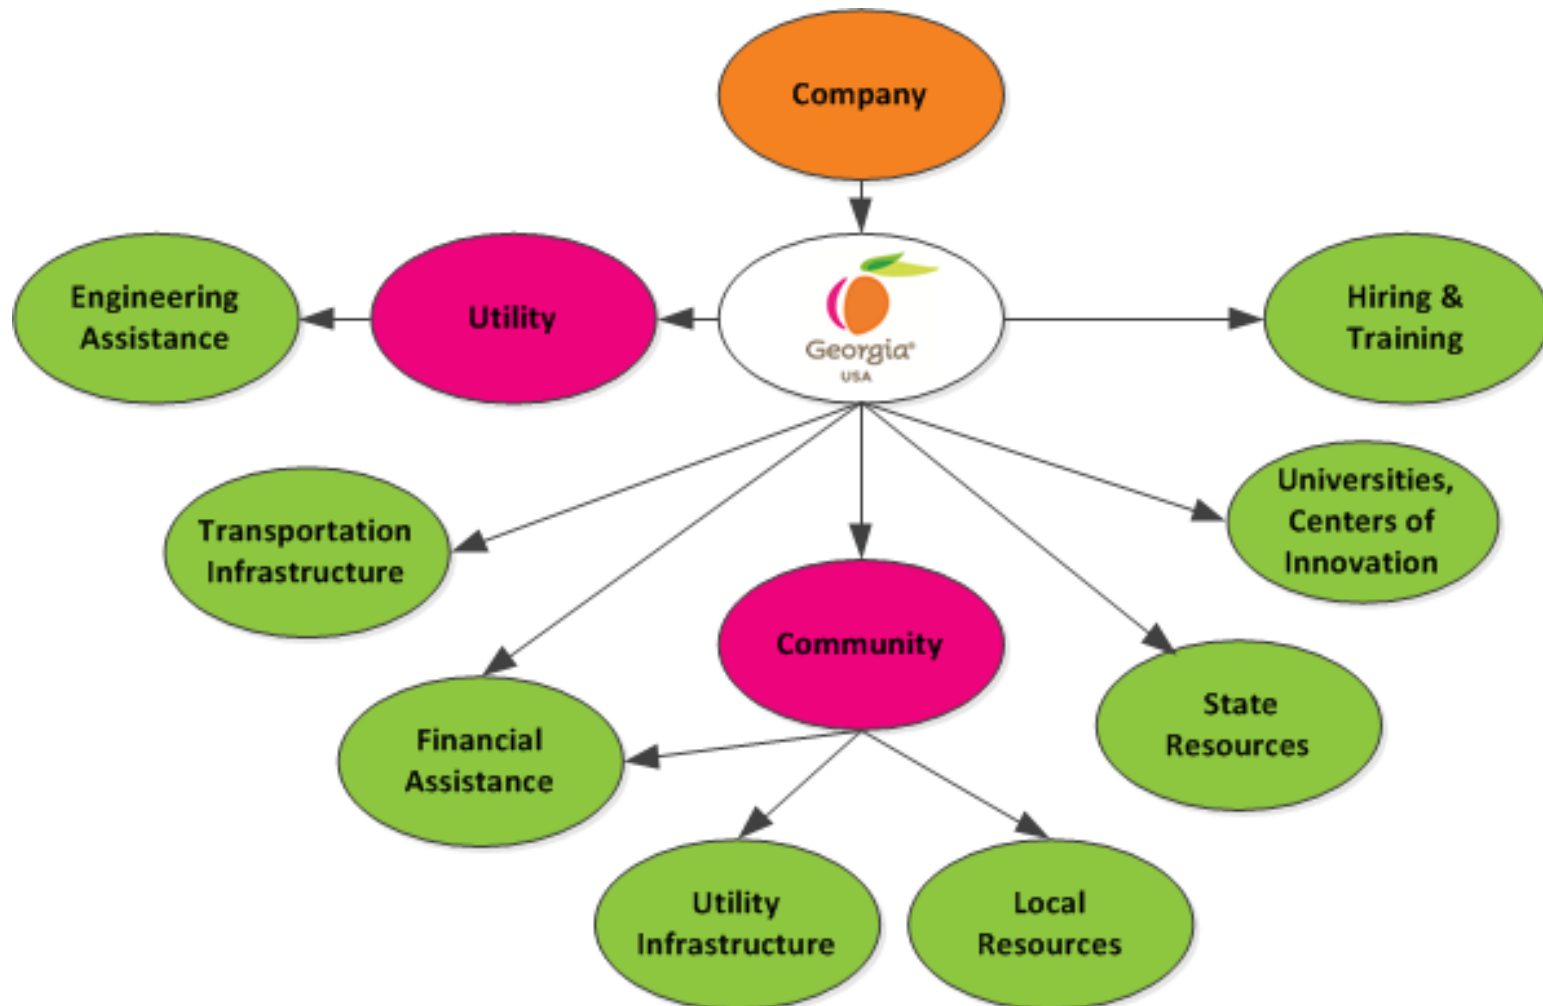 Company
Engineering
Assistance
Utility
Georgia®
USA
Hiring &
Training
Transportation
Infrastructure
Universities,
Centers of
Innovation
Community
Financial
Assistance
State
Resources
Utility
Infrastructure
Local
Resources